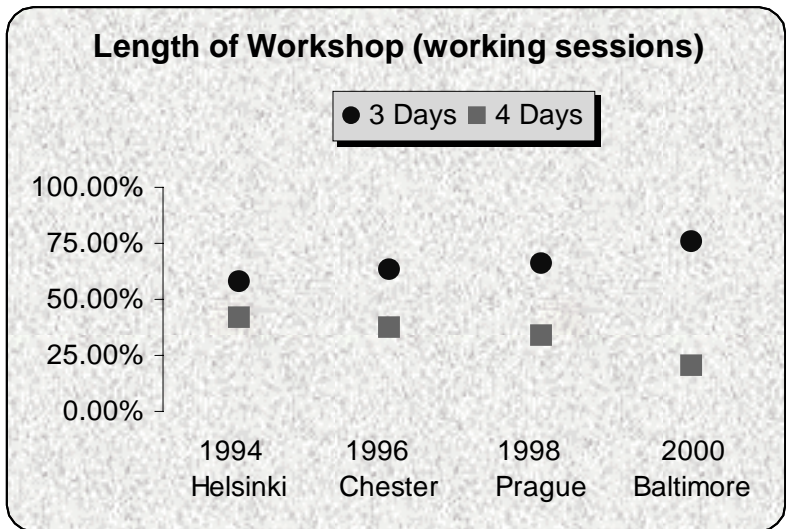 Length of Workshop (working sessions)
3 Days 4 Days
100.00%
75.00%
50.00%
25.00%
0.00%
1994 1996 1998 2000
Helsinki Chester Prague Baltimore